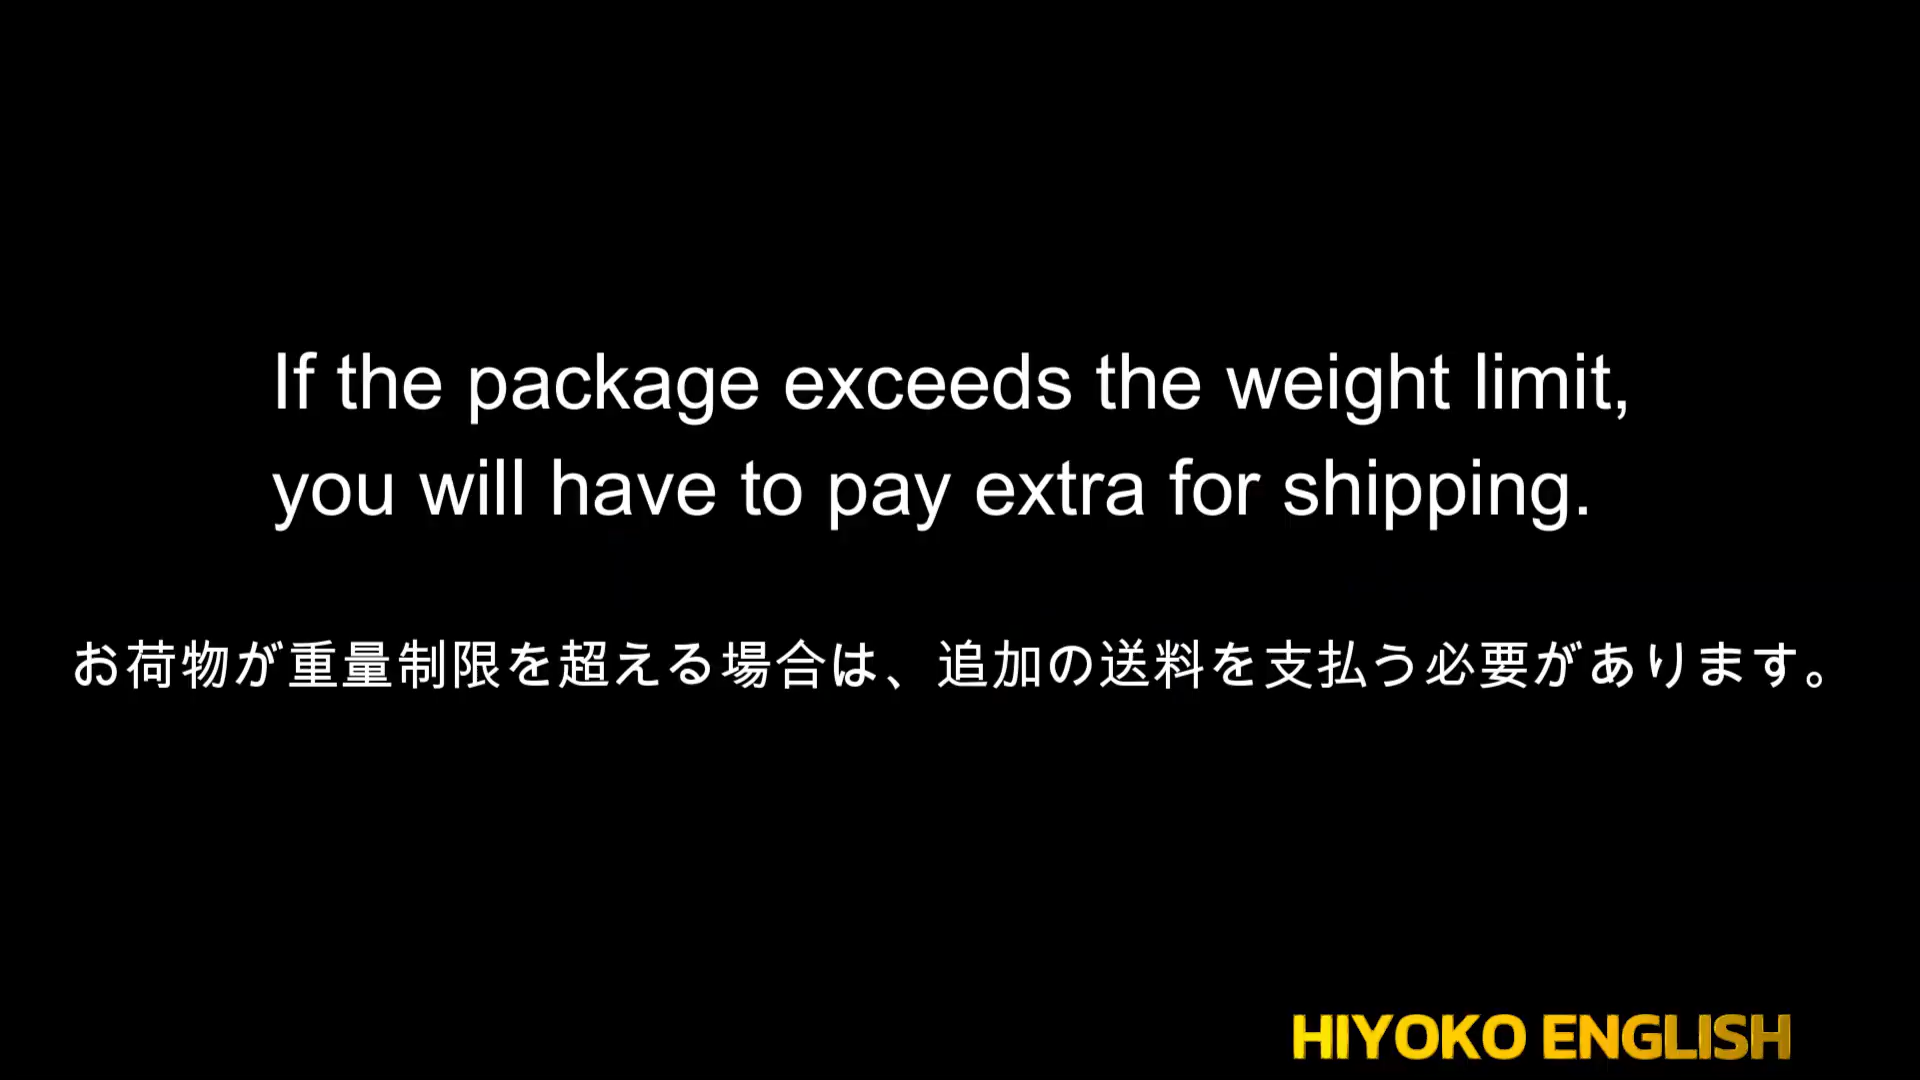 If the package exceeds the weight limit,
you will have to pay extra for shipping.
お荷物が重量制限を超える場合は、追加の送料を支払う必要があります。
HIYOKO ENGLISH